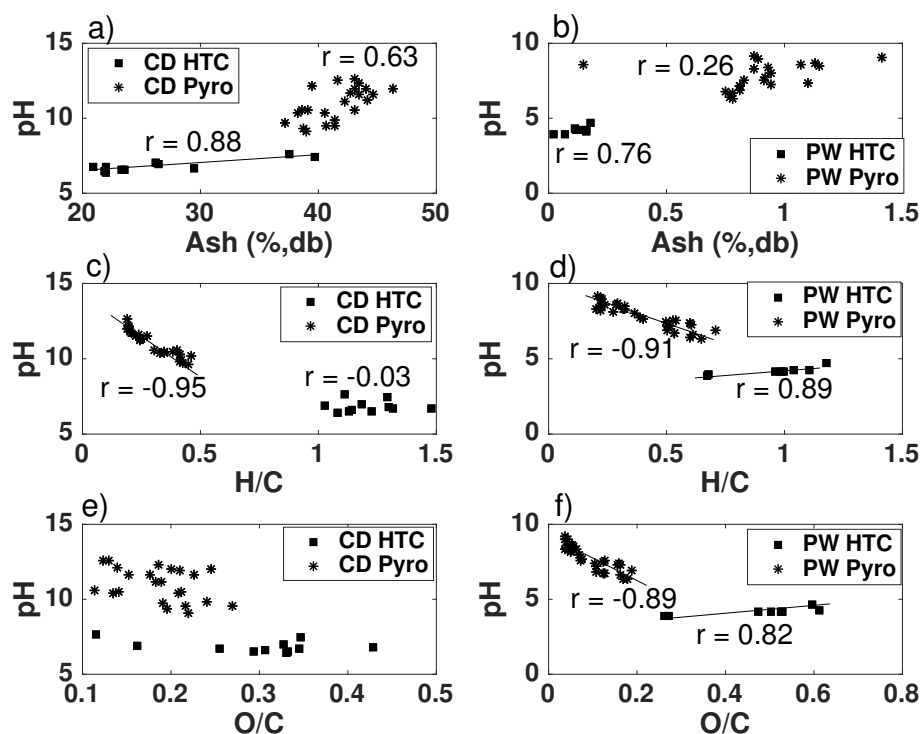 a)
15
10
5
pH
CD HTC
CD Pyro
r = 0.63
r = 0.88
20 30 40 50
Ash (%,db)
b)
10
5
0
pH
r = 0.26
r = 0.76
PW HTC
PW Pyro
0 0.5 1 1.5
Ash (%,db)
c)
15
10
5
pH
CD HTC
CD Pyro
r = -0.03
r = -0.95
0 0.5 1 1.5
H/C
d)
10
5
0
pH
PW HTC
PW Pyro
r = -0.91
r = 0.89
0 0.5 1 1.5
H/C
e)
15
10
5
pH
CD HTC
CD Pyro
0.1 0.2 0.3 0.4 0.5
O/C
f)
10
5
0
pH
PW HTC
PW Pyro
r = -0.89
r = 0.82
0 0.2 0.4 0.6 0.8
O/C